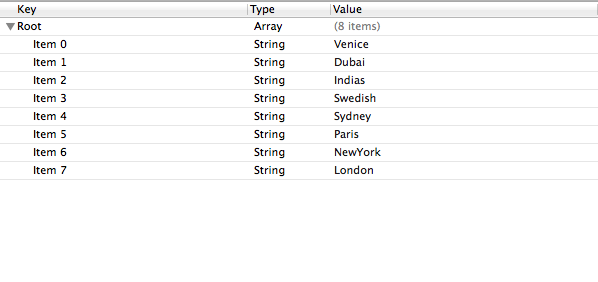 Key Type Value
Root Array (8 items)
Item 0 String Venice
Item 1 String Dubai
Item 2 String Indias
Item 3 String Swedish
Item 4 String Sydney
Item 5 String Paris
Item 6 String NewYork
Item 7 String London